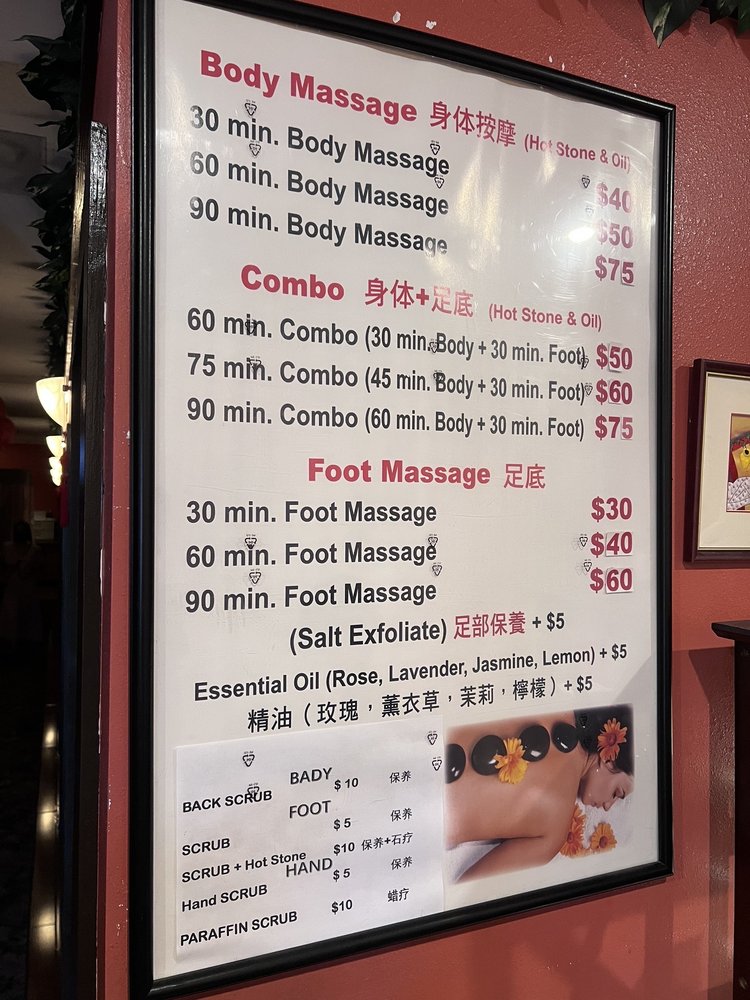 Body Massage 身体按摩 (Hot Stone & Oil)
30 min. Body Massage $40
60 min. Body Massage $50
90 min. Body Massage $75
Combo 身体+足底 (Hot Stone & Oil)
60 min. Combo (30 min. Body + 30 min. Foot) $50
75 min. Combo (45 min. Body + 30 min. Foot) $60
90 min. Combo (60 min. Body + 30 min. Foot) $75
Foot Massage 足底
30 min. Foot Massage $30
60 min. Foot Massage $40
90 min. Foot Massage $60
(Salt Exfoliate) 足部保養 + $5
Essential Oil (Rose, Lavender, Jasmine, Lemon) + $5
精油（玫瑰，薰衣草，茉莉，檸檬）+ $5
BADY
BACK SCRUB $10 保养
FOOT
SCRUB $5 保养
SCRUB + Hot Stone $10 保养+石疗
HAND
Hand SCRUB $5 保养
PARAFFIN SCRUB $10 蜡疗